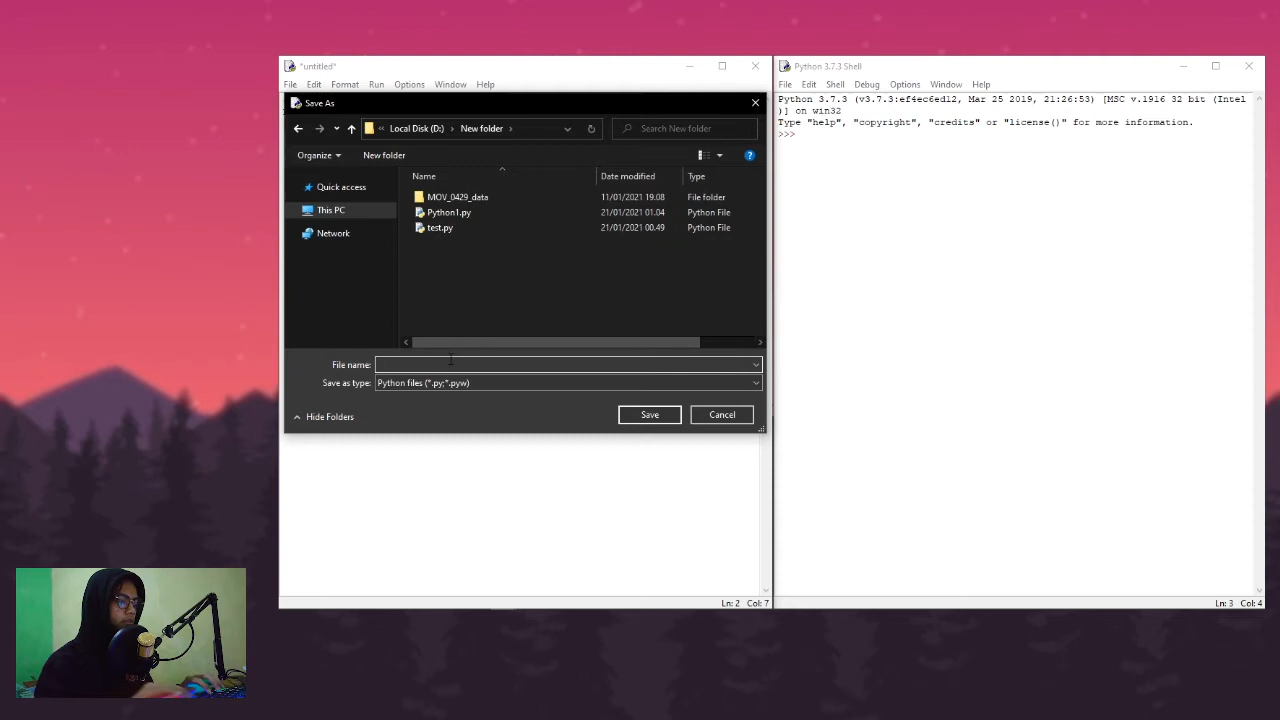 *untitled*
File Edit Format Run Options Window Help
Save As
Local Disk (D:) New folder
Search New folder
Organize New folder
Name Date modified Type
Quick access
This PC
Network
MOV_0429_data 11/01/2021 19.08 File folder
Python1.py 21/01/2021 01.04 Python File
test.py 21/01/2021 00.49 Python File
File name:
Save as type: Python files (*.py;*.pyw)
Hide Folders
Save Cancel
Ln: 2 Col: 7
Python 3.7.3 Shell
File Edit Shell Debug Options Window Help
Python 3.7.3 (v3.7.3:ef4ec6ed12, Mar 25 2019, 21:26:53) [MSC v.1916 32 bit (Intel
)] on win32
Type "help", "copyright", "credits" or "license()" for more information.
>>>
Ln: 3 Col: 4